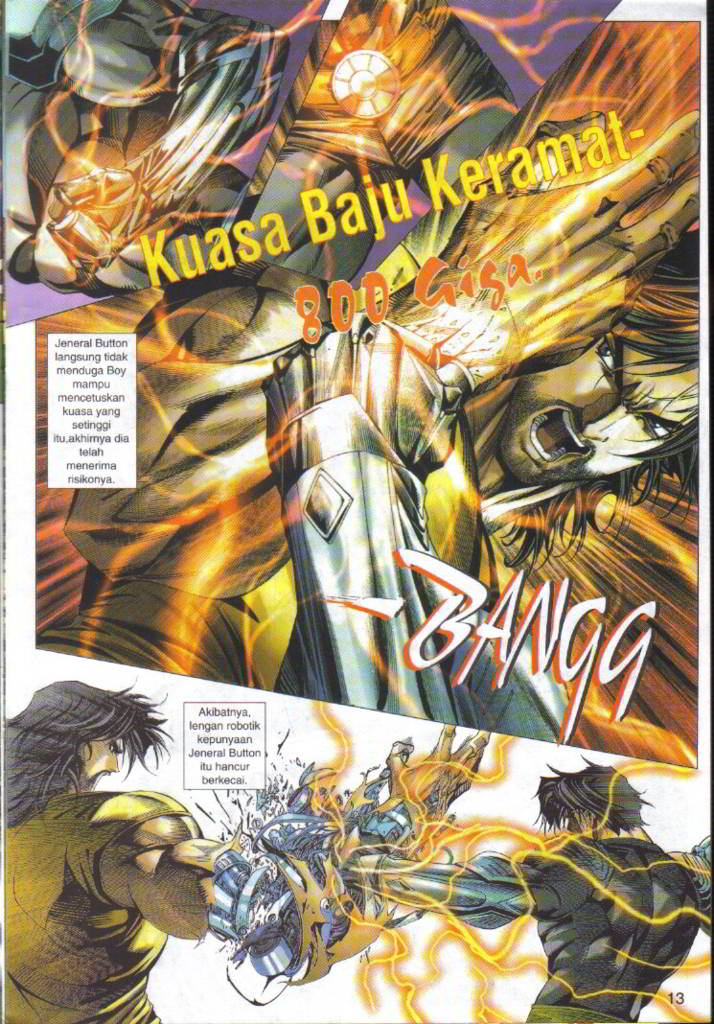 Kuasa Baju Keramat-
800 Giga.
Jeneral Button
langsung tidak
menduga Boy
mampu
mencetuskan
kuasa yang
setinggi
itu,akhirnya dia
telah
menerima
risikonya.
-BANGG
Akibatnya,
lengan robotik
kepunyaan
Jeneral Button
itu hancur
berkecai.
13